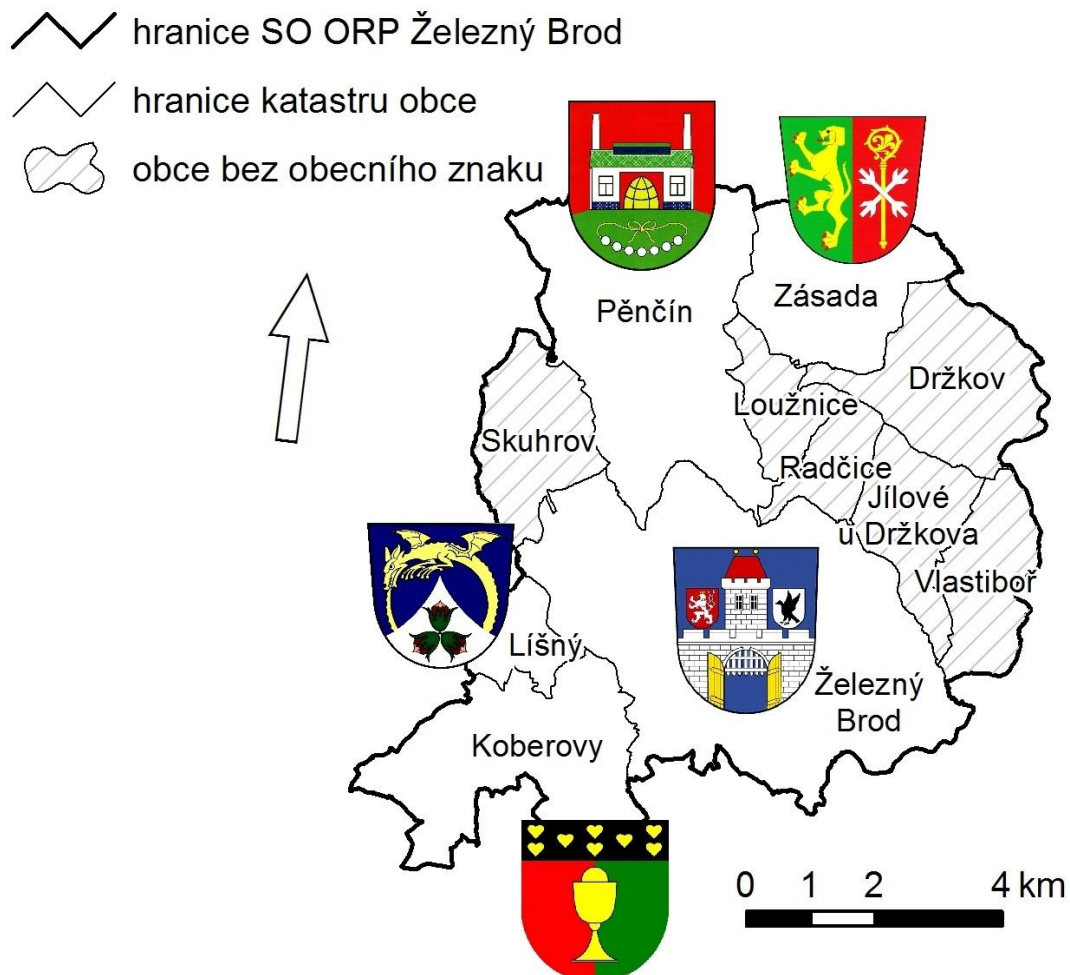 hranice SO ORP Železný Brod
hranice katastru obce
obce bez obecního znaku
Pěnčín
Zásada
Držkov
Loužnice
Skuhrov
Radčice
Jílové
u Držkova
Vlastiboř
Líšný
Železný
Brod
Koberovy
0 1 2 4 km